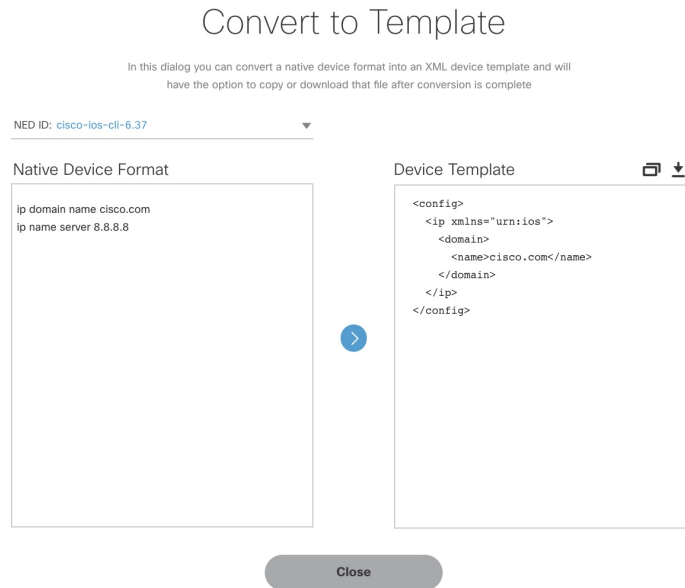 Convert to Template
In this dialog you can convert a native device format into an XML device template and will
have the option to copy or download that file after conversion is complete
NED ID: cisco-ios-cli-6.37
Native Device Format
ip domain name cisco.com
ip name server 8.8.8.8
Device Template
<config>
  <ip xmlns="urn:ios">
    <domain>
      <name>cisco.com</name>
    </domain>
  </ip>
</config>
Close